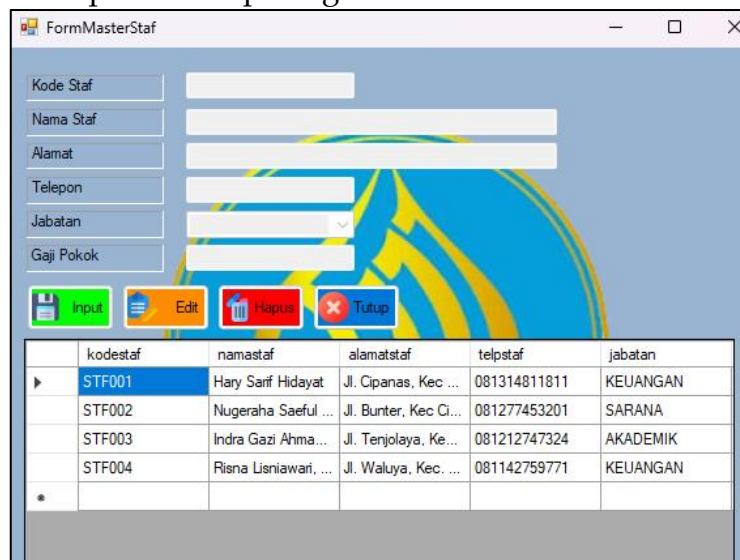 FormMasterStaf
Kode Staf
Nama Staf
Alamat
Telepon
Jabatan
Gaji Pokok
Input Edit Hapus Tutup
kodestaf namastaf alamatstaf telpstaf jabatan
STF001 Hary Sarif Hidayat Jl. Cipanas, Kec ... 081314811811 KEUANGAN
STF002 Nugeraha Saeful ... Jl. Bunter, Kec Ci... 081277453201 SARANA
STF003 Indra Gazi Ahma... Jl. Tenjolaya, Ke... 081212747324 AKADEMIK
STF004 Risna Lisniawari, ... Jl. Waluya, Kec. ... 081142759771 KEUANGAN